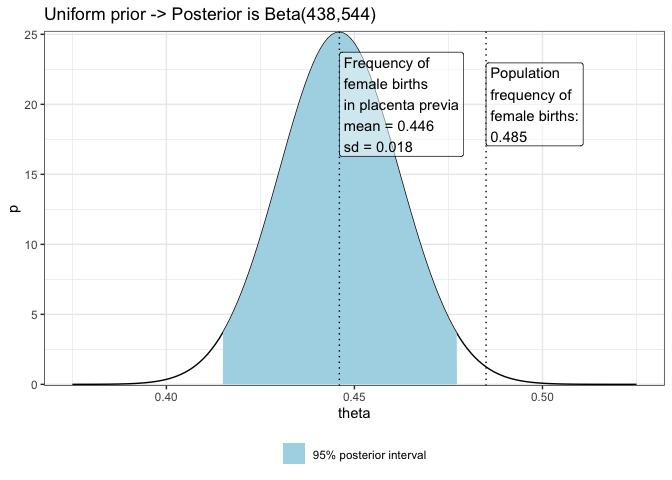 Uniform prior -> Posterior is Beta(438,544)
25
20
15
10
5
0
p
Frequency of
female births
in placenta previa
mean = 0.446
sd = 0.018
Population
frequency of
female births:
0.485
0.40
0.45
0.50
theta
95% posterior interval